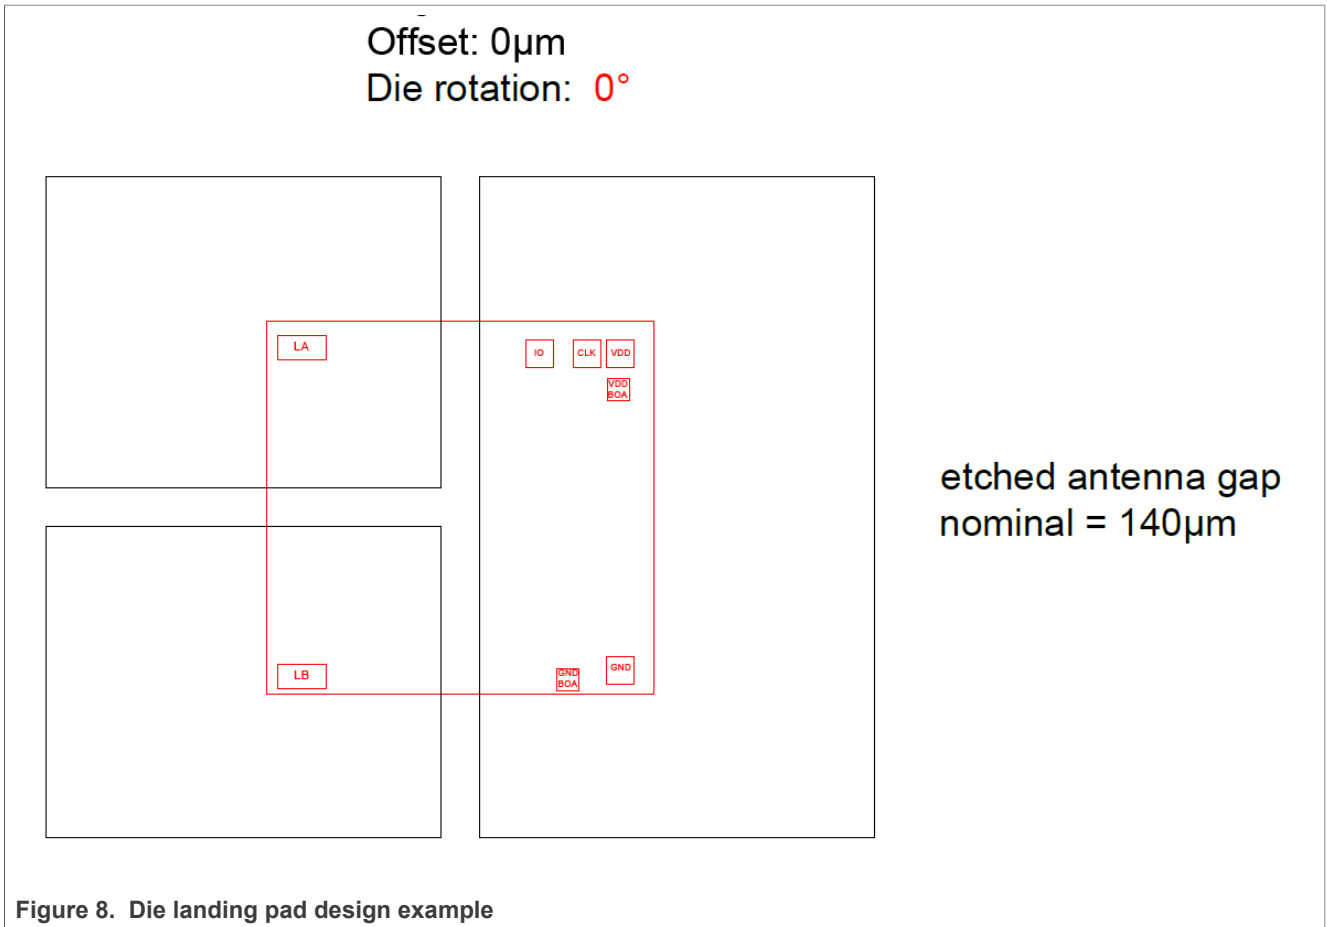 Offset: 0µm
Die rotation: 0°
LA
IO
CLK
VDD
VDD
BOA
etched antenna gap
nominal = 140µm
LB
GND
BOA
GND
Figure 8. Die landing pad design example